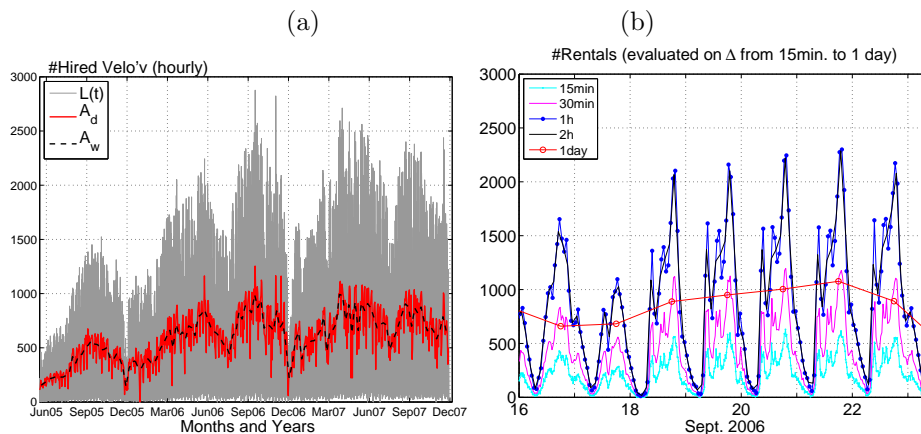 (a)
#Hired Velo'v (hourly)
3000
2500
2000
1500
1000
500
0
L(t)
A_d
A_w
Jun05 Sep05 Dec05 Mar06 Jun06 Sep06 Dec06 Mar07 Jun07 Sep07 Dec07
Months and Years
(b)
#Rentals (evaluated on Δ from 15min. to 1 day)
3000
2500
2000
1500
1000
500
0
15min
30min
1h
2h
1day
16 18 20 22
Sept. 2006